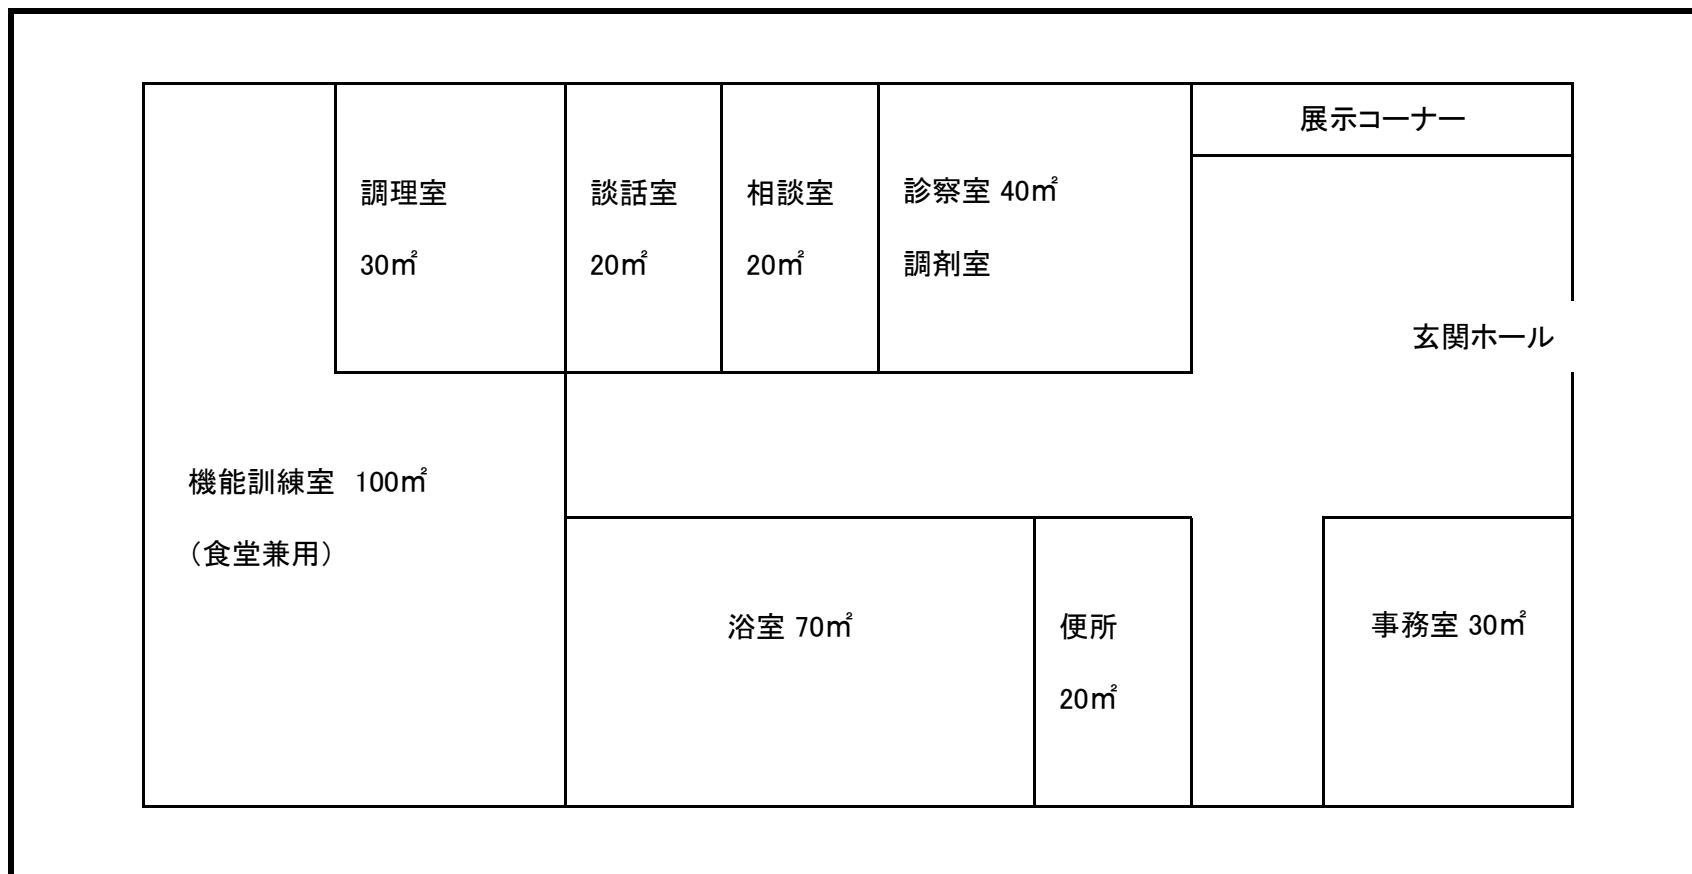 展示コーナー
調理室
30㎡
談話室
20㎡
相談室
20㎡
診察室 40㎡
調剤室
玄関ホール
機能訓練室 100㎡
（食堂兼用）
浴室 70㎡
便所
20㎡
事務室 30㎡